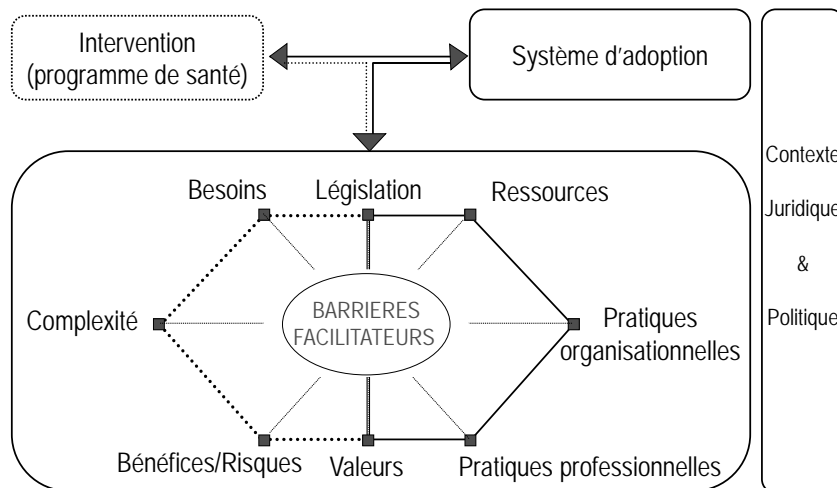 Intervention
(programme de santé)
Système d'adoption
Contexte
Juridique
&
Politique
Besoins
Législation
Ressources
Complexité
BARRIERES
FACILITATEURS
Pratiques
organisationnelles
Bénéfices/Risques
Valeurs
Pratiques professionnelles